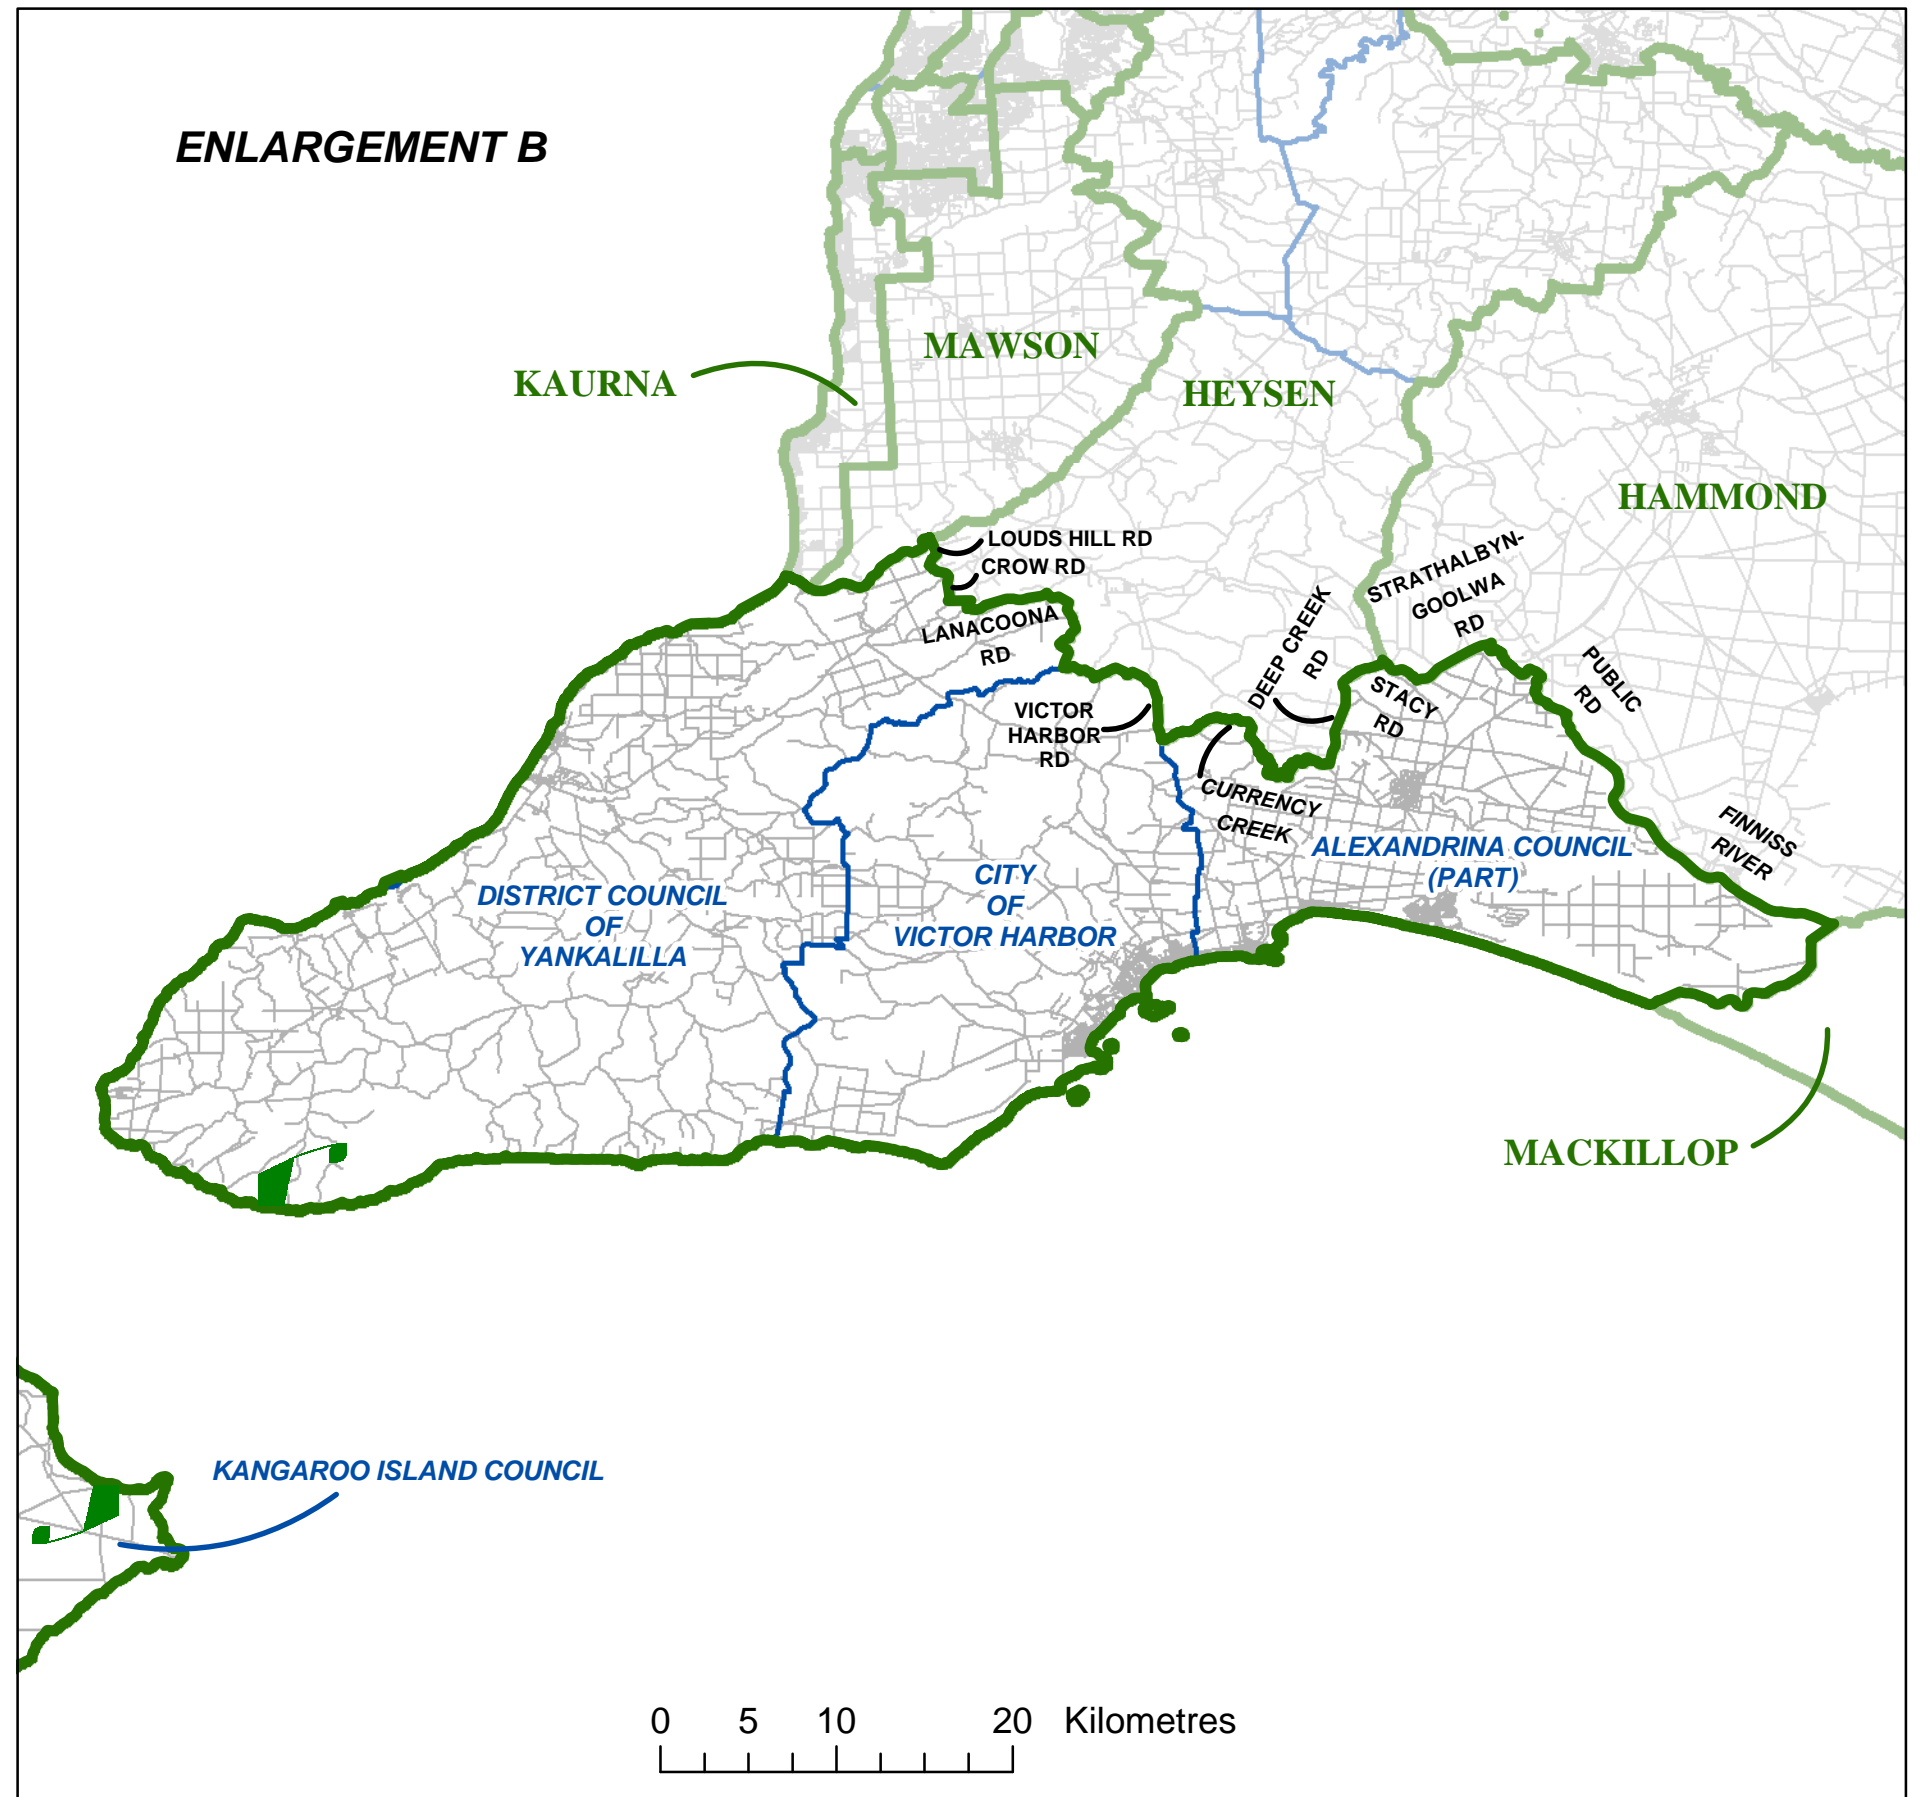 ENLARGEMENT B
MAWSON
KAURNA
HEYSEN
HAMMOND
LOUDS HILL RD
CROW RD
LANACOONA
RD
VICTOR
HARBOR
RD
DEEP CREEK
RD
STRATHALBYN-
GOOLWA
RD
STACY
RD
PUBLIC
RD
CURRENCY
CREEK
FINNISS
RIVER
ALEXANDRINA COUNCIL
(PART)
CITY
OF
VICTOR HARBOR
DISTRICT COUNCIL
OF
YANKALILLA
MACKILLOP
KANGAROO ISLAND COUNCIL
0 5 10 20 Kilometres